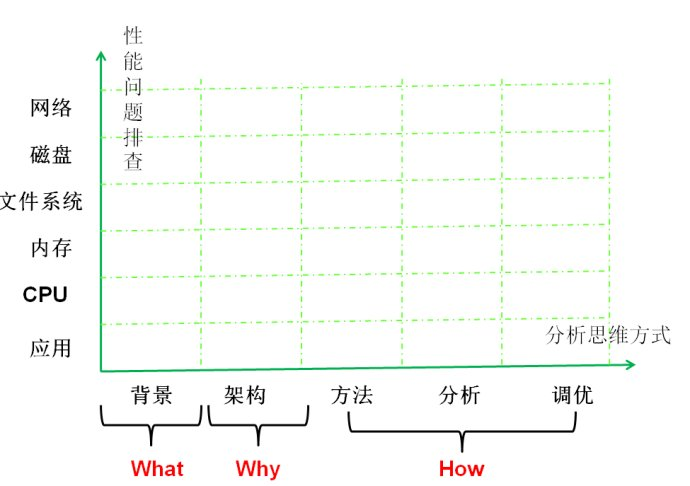 性能问题排查
网络
磁盘
文件系统
内存
CPU
应用
分析思维方式
背景 架构 方法 分析 调优
What Why How